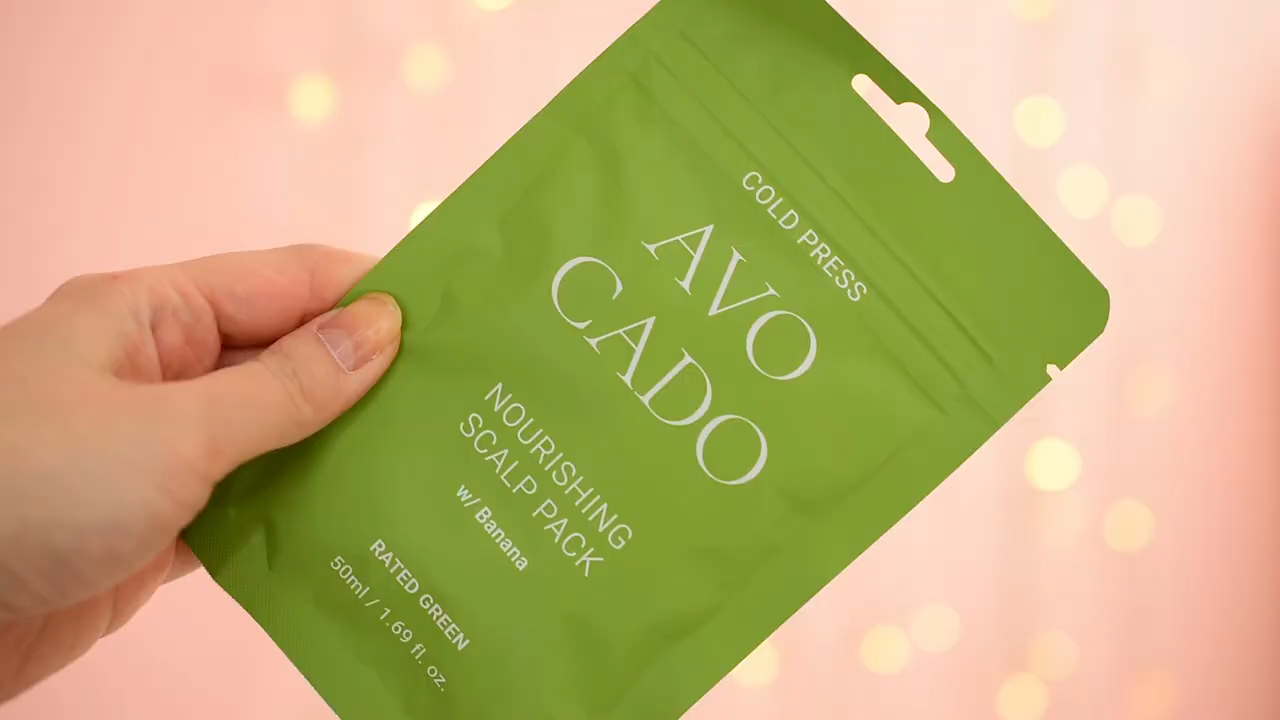 COLD PRESS
AVO
CADO
NOURISHING
SCALP PACK
w/ Banana
RATED GREEN
50ml / 1.69 fl. oz.